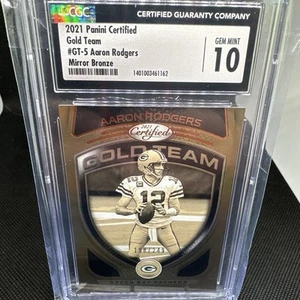 CGC
CERTIFIED GUARANTY COMPANY
2021 Panini Certified
Gold Team
#GT-5 Aaron Rodgers
Mirror Bronze
1401003461162
GEM MINT
10
AARON RODGERS
2021
Certified
GOLD TEAM
12
G